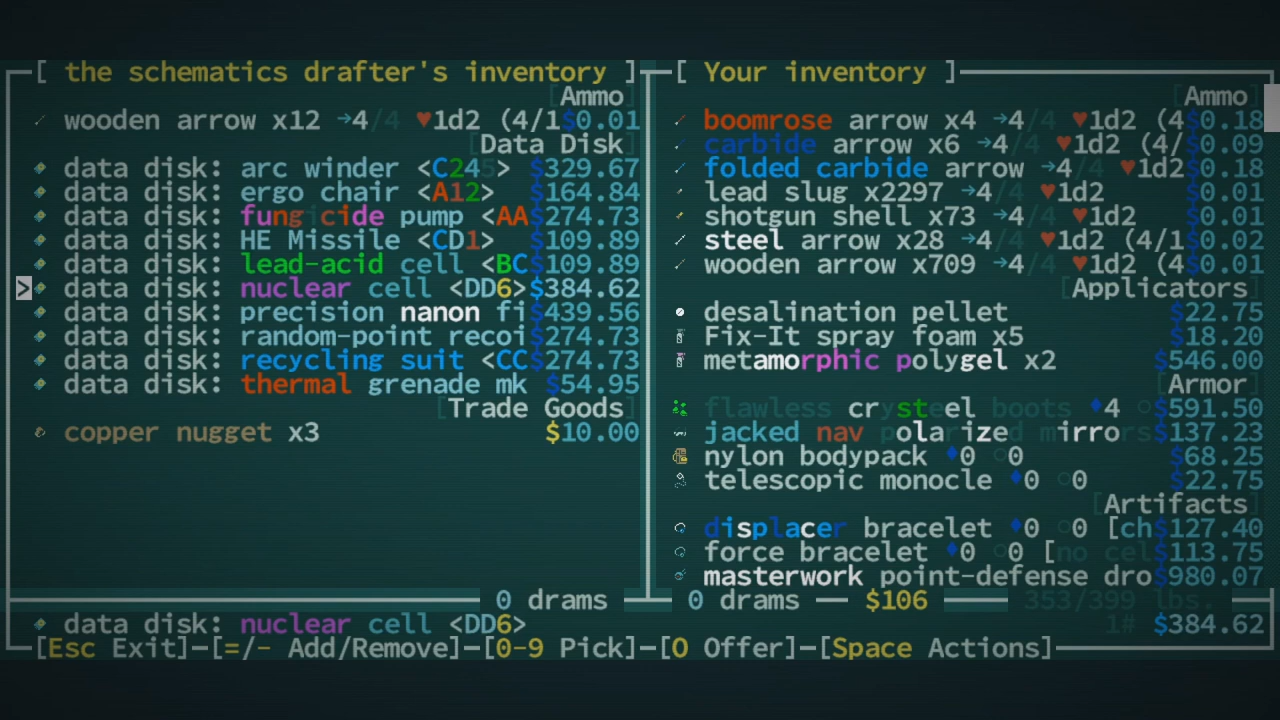 [ the schematics drafter's inventory ]
[Ammo]
wooden arrow x12 →4/4 ♥1d2 (4/1$0.01
[Data Disk]
data disk: arc winder <C245> $329.67
data disk: ergo chair <A12> $164.84
data disk: fungicide pump <AA$274.73
data disk: HE Missile <CD1> $109.89
data disk: lead-acid cell <BC$109.89
> data disk: nuclear cell <DD6>$384.62
data disk: precision nanon fi$439.56
data disk: random-point recoi$274.73
data disk: recycling suit <CC$274.73
data disk: thermal grenade mk $54.95
[Trade Goods]
copper nugget x3 $10.00
[ Your inventory ]
[Ammo]
boomrose arrow x4 →4/4 ♥1d2 (4$0.18
carbide arrow x6 →4/4 ♥1d2 (4/$0.09
folded carbide arrow →4/4 ♥1d2$0.18
lead slug x2297 →4/4 ♥1d2 $0.01
shotgun shell x73 →4/4 ♥1d2 $0.01
steel arrow x28 →4/4 ♥1d2 (4/1$0.02
wooden arrow x709 →4/4 ♥1d2 (4$0.01
[Applicators]
desalination pellet $22.75
Fix-It spray foam x5 $18.20
metamorphic polygel x2 $546.00
[Armor]
flawless crysteel boots ♦4 ○$591.50
jacked nav polarized mirrors$137.23
nylon bodypack ♦0 ○0 $68.25
telescopic monocle ♦0 ○0 $22.75
[Artifacts]
displacer bracelet ♦0 ○0 [ch$127.40
force bracelet ♦0 ○0 [no cel$113.75
masterwork point-defense dro$980.07
0 drams
0 drams — $106 353/399 lbs.
data disk: nuclear cell <DD6> 1# $384.62
[Esc Exit]—[=/- Add/Remove]—[0-9 Pick]—[O Offer]—[Space Actions]